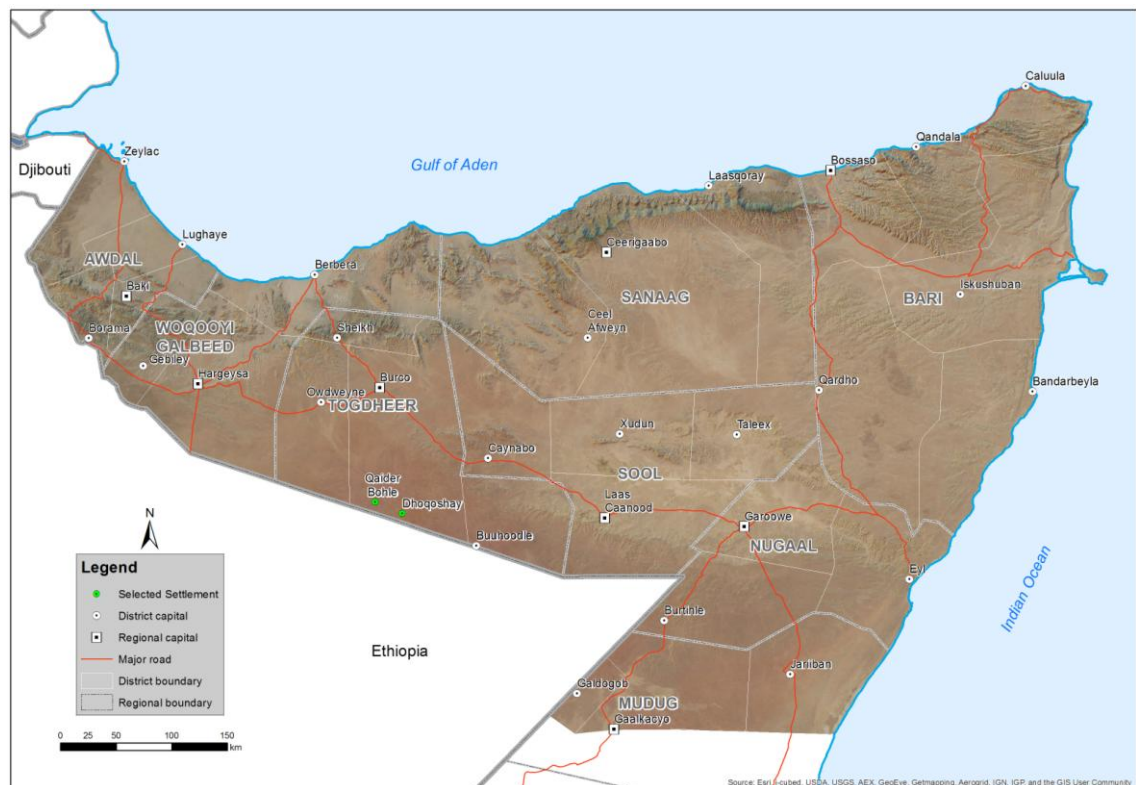 Caluula
Qandala
Zeylac
Djibouti
Gulf of Aden
Bossaso
Laasqoray
Lughaye
Ceerigaabo
AWDAL
Berbera
Baki
SANAAG
BARI
Iskushuban
Borama
WOQOOYI
GALBEED
Sheikh
Ceel
Afweyn
Gebiley
Hargeysa
Burco
Qardho
Bandarbeyla
Owdweyne
TOGDHEER
Xudun
Taleex
Caynabo
SOOL
Qaider
Bohle
Dhoqoshay
Laas
Caanood
Garoowe
Buuhoodle
NUGAAL
Eyl
Indian Ocean
Burtinle
Ethiopia
Jariiban
Galdogob
MUDUG
Gaalkacyo
N
Legend
Selected Settlement
District capital
Regional capital
Major road
District boundary
Regional boundary
0 25 50 100 150
km
Source: Esri, i-cubed, USDA, USGS, AEX, GeoEye, Getmapping, Aerogrid, IGN, IGP, and the GIS User Community